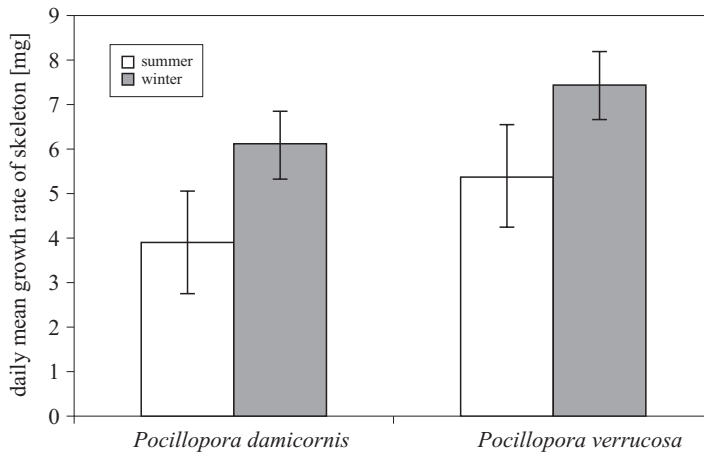 daily mean growth rate of skeleton [mg]
9
8
7
6
5
4
3
2
1
0
summer
winter
Pocillopora damicornis
Pocillopora verrucosa